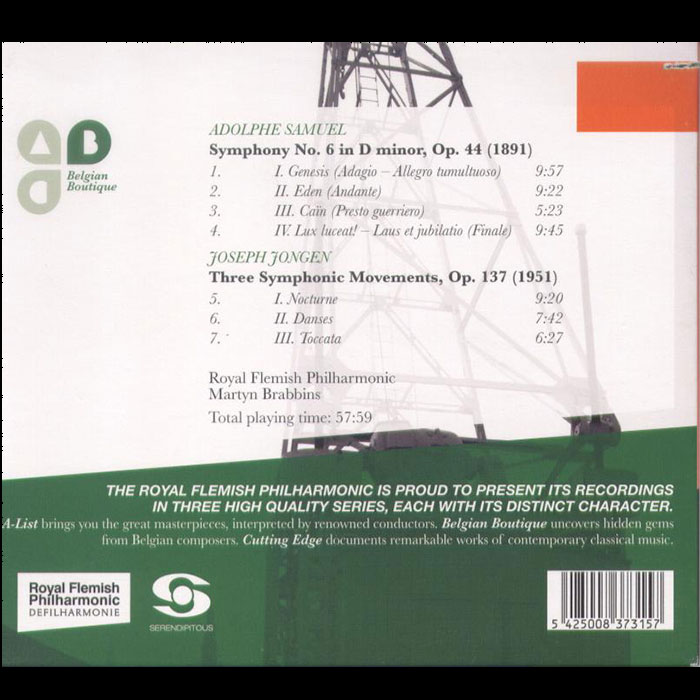 ADOLPHE SAMUEL
Symphony No. 6 in D minor, Op. 44 (1891)
1. I. Genesis (Adagio – Allegro tumultuoso) 9:57
2. II. Eden (Andante) 9:22
3. III. Caïn (Presto guerriero) 5:23
4. IV. Lux luceat! – Laus et jubilatio (Finale) 9:45
JOSEPH JONGEN
Three Symphonic Movements, Op. 137 (1951)
5. I. Nocturne 9:20
6. II. Danses 7:42
7. III. Toccata 6:27
Royal Flemish Philharmonic
Martyn Brabbins
Total playing time: 57:59
B
Belgian
Boutique
THE ROYAL FLEMISH PHILHARMONIC IS PROUD TO PRESENT ITS RECORDINGS
IN THREE HIGH QUALITY SERIES, EACH WITH ITS DISTINCT CHARACTER.
A-List brings you the great masterpieces, interpreted by renowned conductors. Belgian Boutique uncovers hidden gems
from Belgian composers. Cutting Edge documents remarkable works of contemporary classical music.
Royal Flemish
Philharmonic
DEFILHARMONIE
SERENDIPITOUS
5 425008 373157